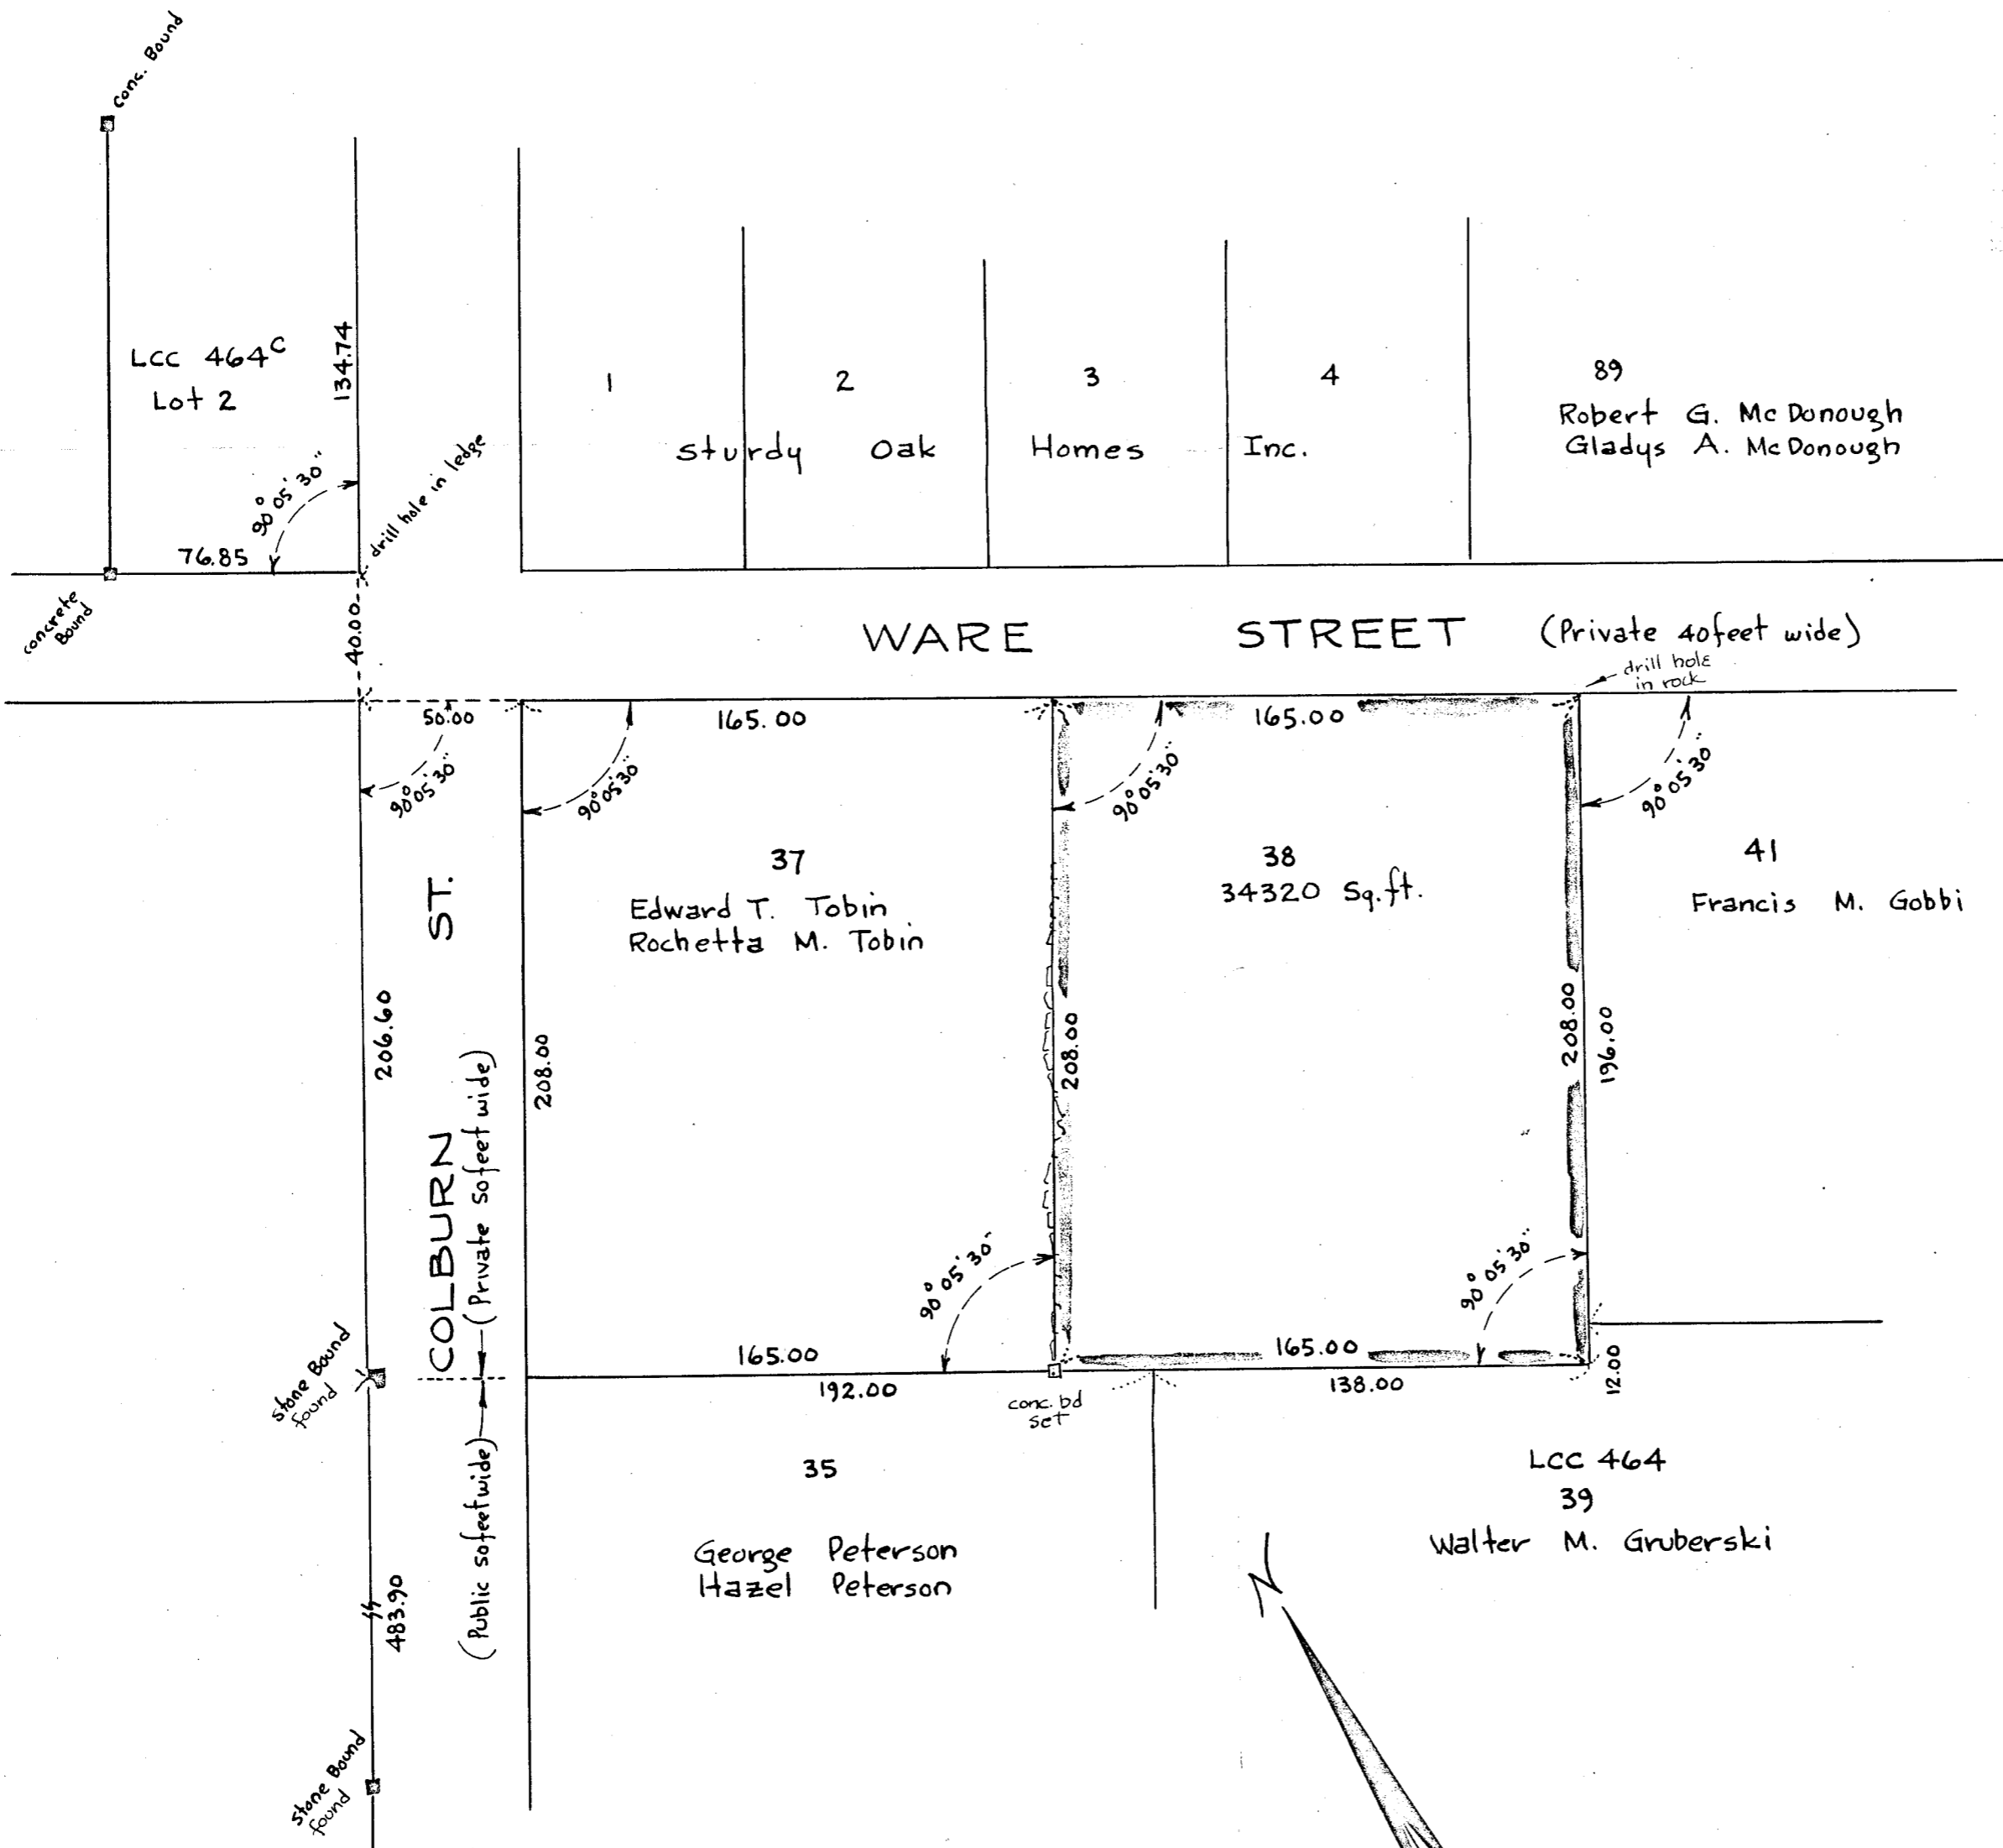 Conc. Bound
LCC 464C
Lot 2
134.74
90°05'30"
76.85
drill hole in ledge
concrete
Bound
40.00
1
2
3
4
Sturdy Oak Homes Inc.
89
Robert G. McDonough
Gladys A. McDonough
WARE STREET (Private 40feet wide)
drill hole
in rock
50.00
165.00
165.00
90°05'30"
90°05'30"
90°05'30"
90°05'30"
37
Edward T. Tobin
Rochetta M. Tobin
38
34320 Sq.ft.
41
Francis M. Gobbi
COLBURN ST.
(Private 50feet wide)
(Public 50feetwide)
206.60
208.00
208.00
208.00
196.00
90°05'30"
90°05'30"
165.00
165.00
192.00
138.00
12.00
conc. bd
set
Stone Bound
found
35
George Peterson
Hazel Peterson
LCC 464
39
Walter M. Gruberski
483.90
Stone Bound
found
N